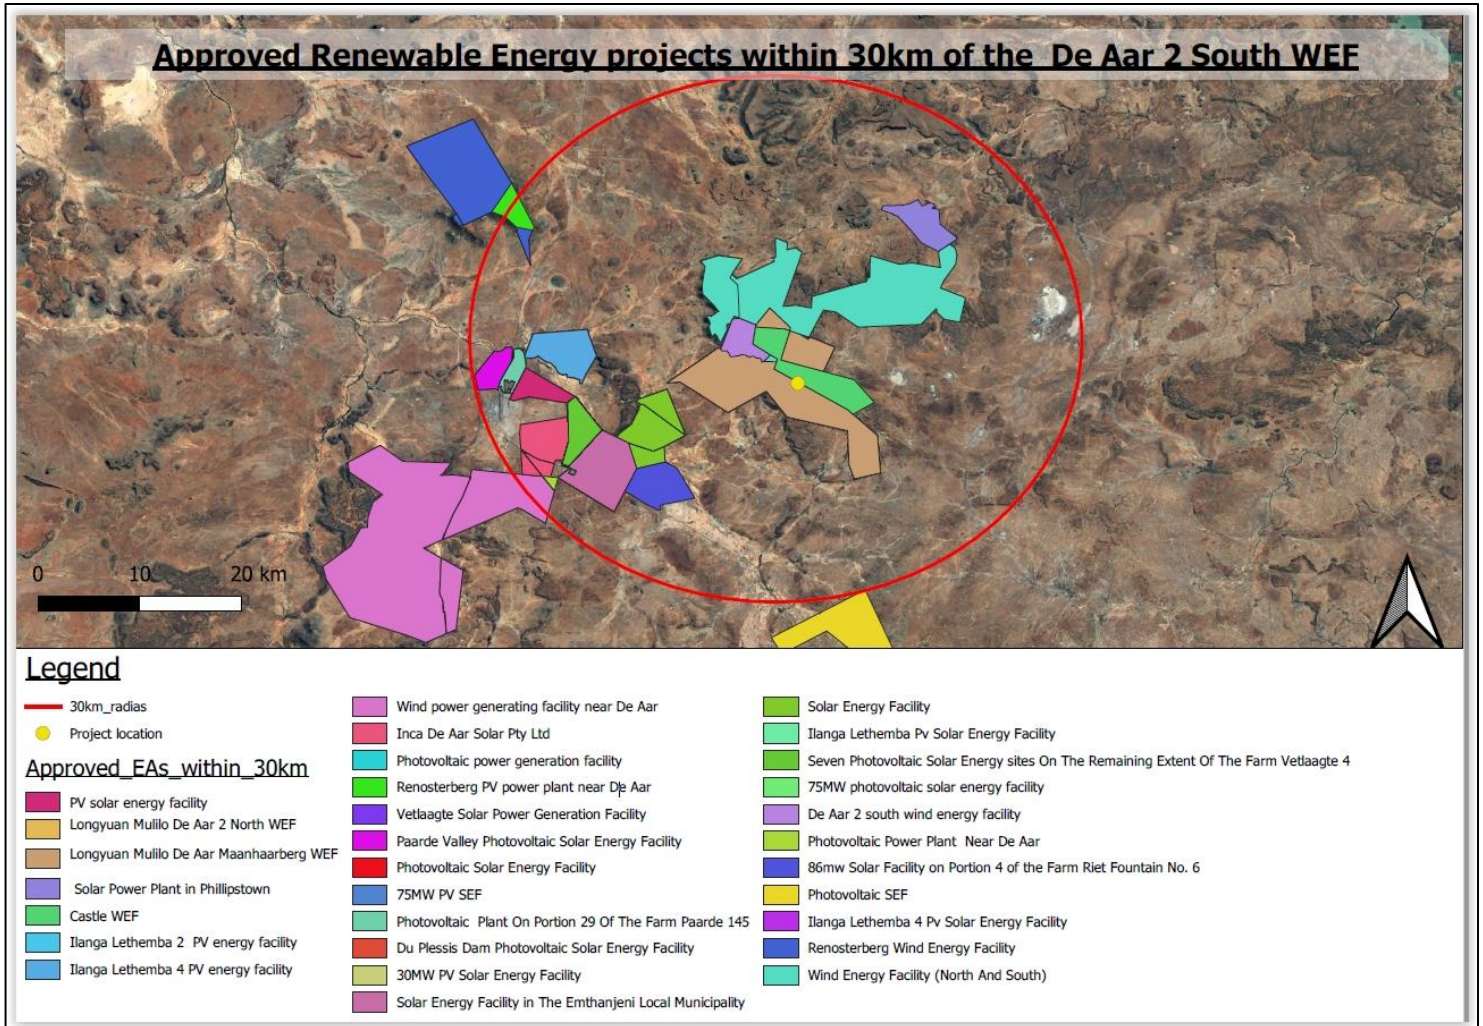 Approved Renewable Energy projects within 30km of the De Aar 2 South WEF
0 10 20 km
Legend
30km_radias
Project location
Approved_EAs_within_30km
PV solar energy facility
Longyuan Mulilo De Aar 2 North WEF
Longyuan Mulilo De Aar Maanhaarberg WEF
Solar Power Plant in Phillipstown
Castle WEF
Ilanga Lethemba 2 PV energy facility
Ilanga Lethemba 4 PV energy facility
Wind power generating facility near De Aar
Inca De Aar Solar Pty Ltd
Photovoltaic power generation facility
Renosterberg PV power plant near De Aar
Vetlaagte Solar Power Generation Facility
Paarde Valley Photovoltaic Solar Energy Facility
Photovoltaic Solar Energy Facility
75MW PV SEF
Photovoltaic Plant On Portion 29 Of The Farm Paarde 145
Du Plessis Dam Photovoltaic Solar Energy Facility
30MW PV Solar Energy Facility
Solar Energy Facility in The Emthanjeni Local Municipality
Solar Energy Facility
Ilanga Lethemba Pv Solar Energy Facility
Seven Photovoltaic Solar Energy sites On The Remaining Extent Of The Farm Vetlaagte 4
75MW photovoltaic solar energy facility
De Aar 2 south wind energy facility
Photovoltaic Power Plant Near De Aar
86mw Solar Facility on Portion 4 of the Farm Riet Fountain No. 6
Photovoltaic SEF
Ilanga Lethemba 4 Pv Solar Energy Facility
Renosterberg Wind Energy Facility
Wind Energy Facility (North And South)